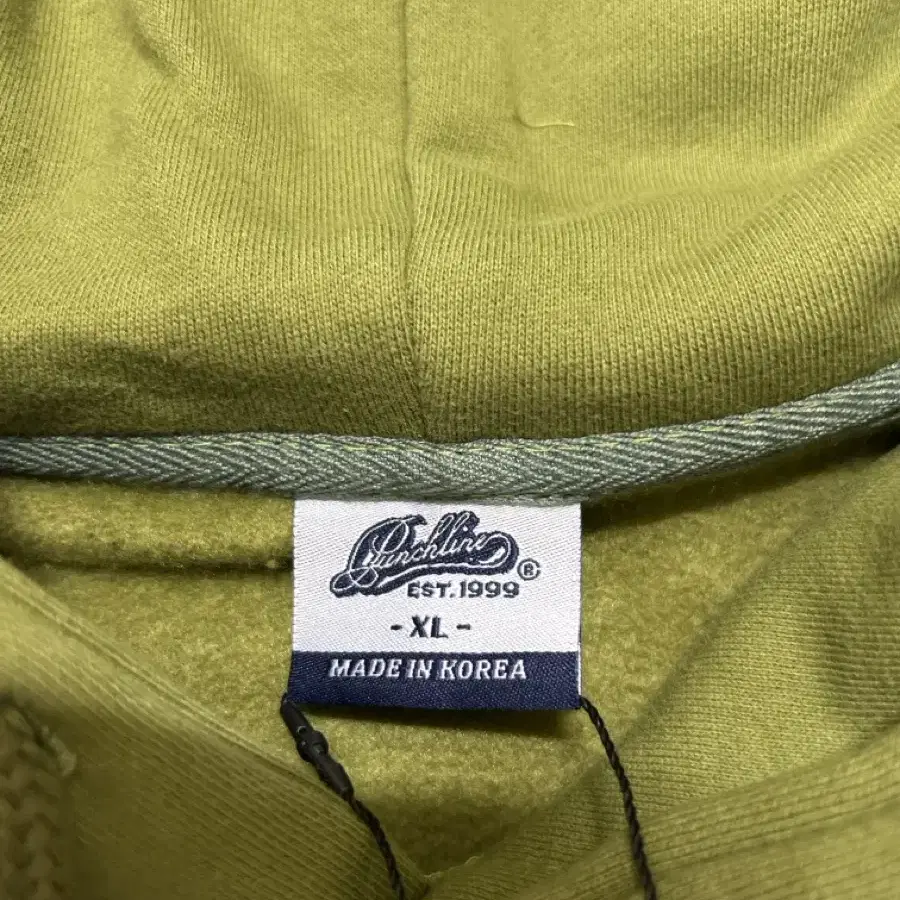 Punchline
®
EST.1999
- XL -
MADE IN KOREA